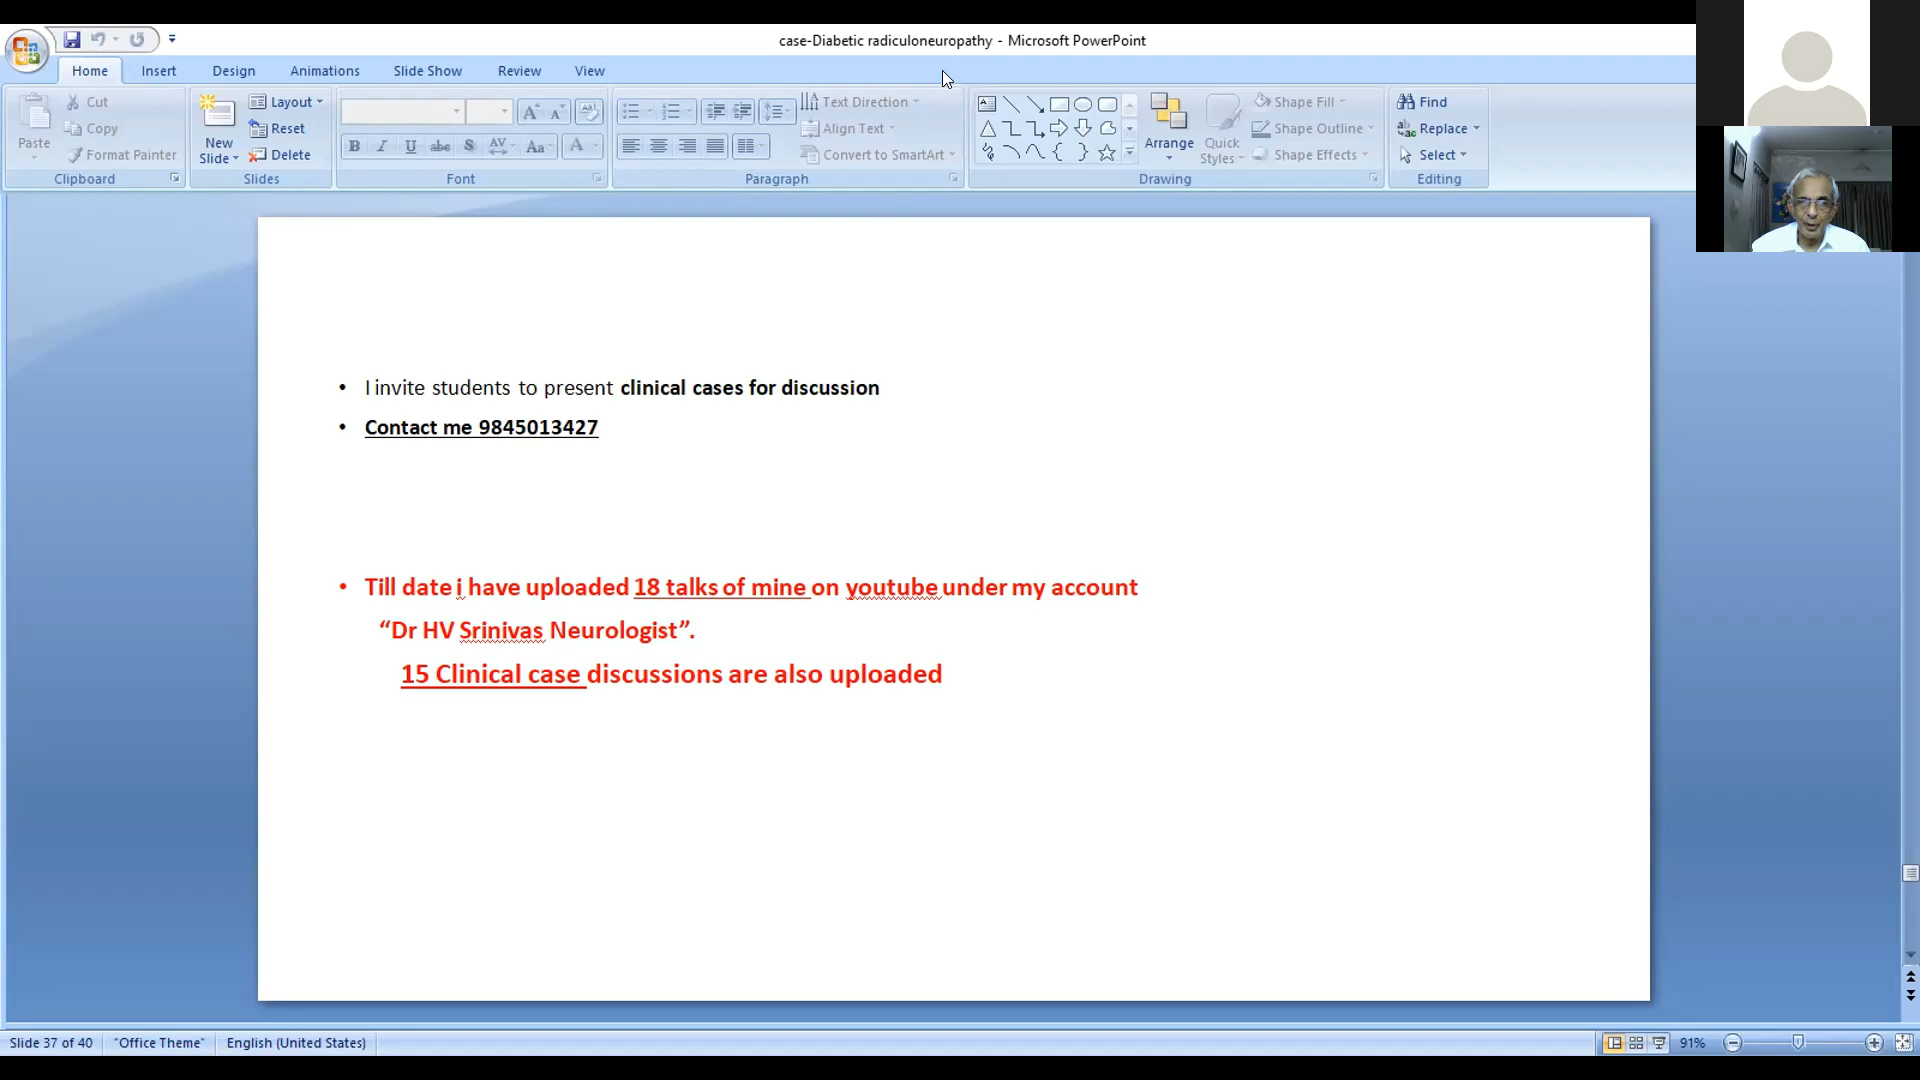 case-Diabetic radiculoneuropathy - Microsoft PowerPoint
Home Insert Design Animations Slide Show Review View
Paste Cut Copy Format Painter Clipboard
New Slide Layout Reset Delete Slides
B I U abc S AV Aa A Font
Text Direction Align Text Convert to SmartArt Paragraph
Arrange Quick Styles Shape Fill Shape Outline Shape Effects Drawing
Find Replace Select Editing
• I invite students to present clinical cases for discussion
• Contact me 9845013427
• Till date i have uploaded 18 talks of mine on youtube under my account
“Dr HV Srinivas Neurologist”.
15 Clinical case discussions are also uploaded
Slide 37 of 40 "Office Theme" English (United States) 91%